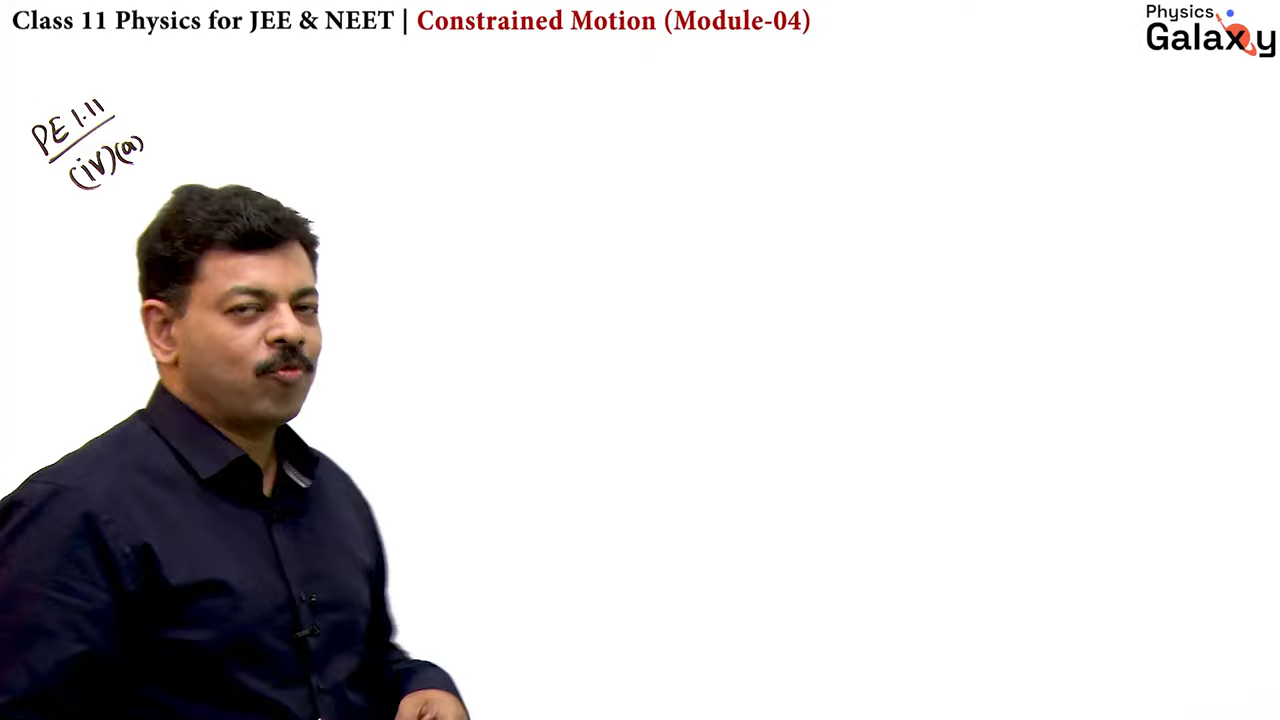 Class 11 Physics for JEE & NEET | Constrained Motion (Module-04)
Physics
Galaxy
PE 1.11
(iv)(a)